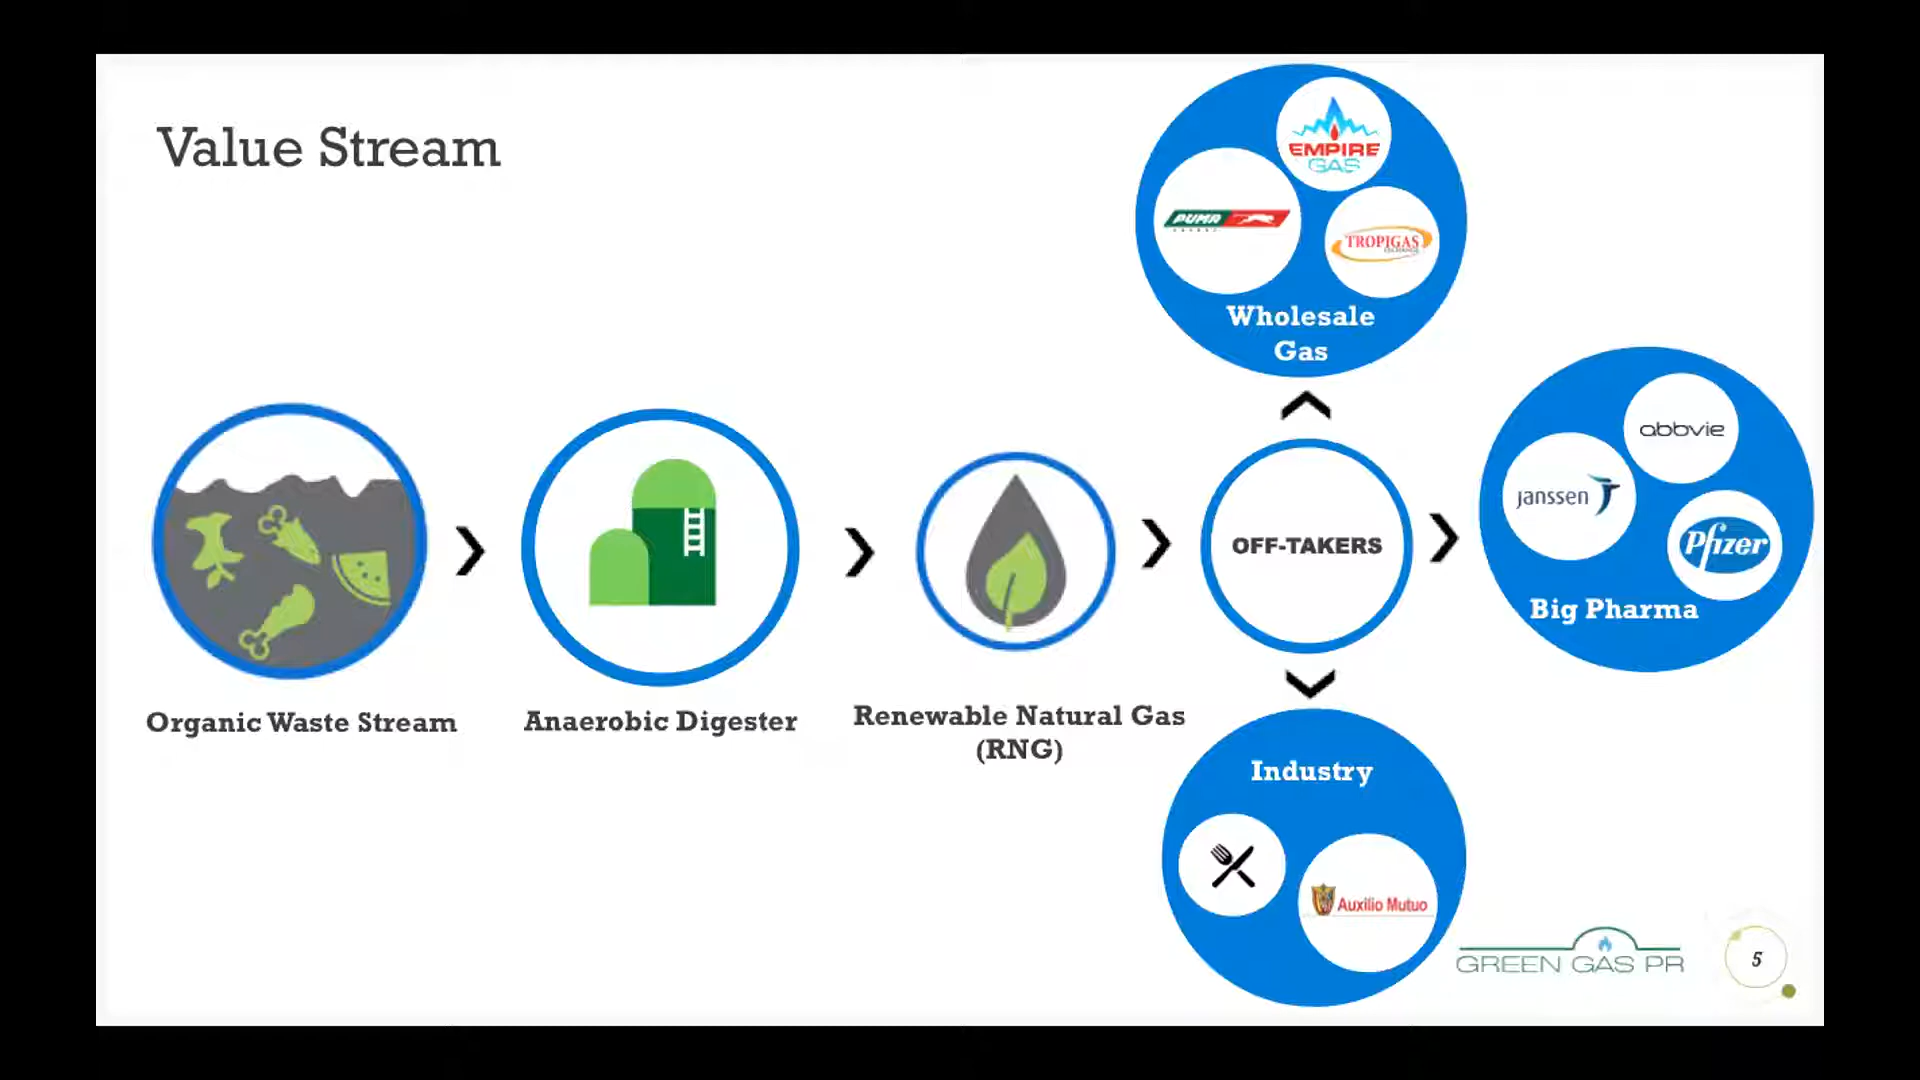 Value Stream
EMPIRE
GAS
PUMA
TROPIGAS
Wholesale
Gas
abbvie
janssen
Pfizer
Big Pharma
OFF-TAKERS
Organic Waste Stream
Anaerobic Digester
Renewable Natural Gas
(RNG)
Industry
Auxilio Mutuo
GREEN GAS PR
5